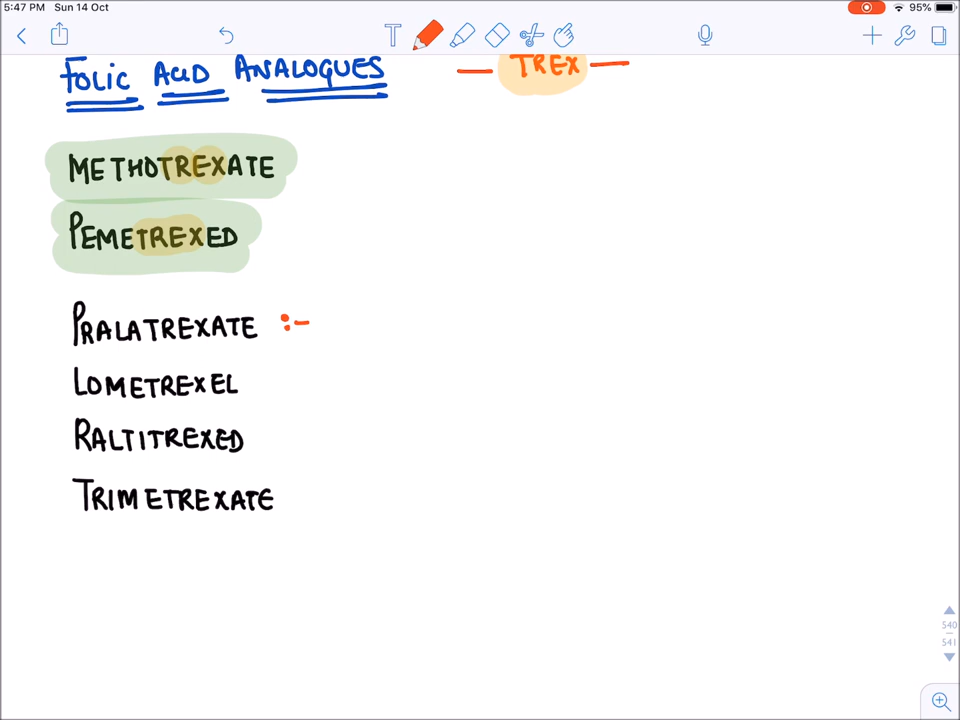 5:47 PM Sun 14 Oct 95%
T
FOLIC ACID ANALOGUES — TREX —
METHOTREXATE
PEMETREXED
PRALATREXATE :-
LOMETREXEL
RALTITREXED
TRIMETREXATE
540
541